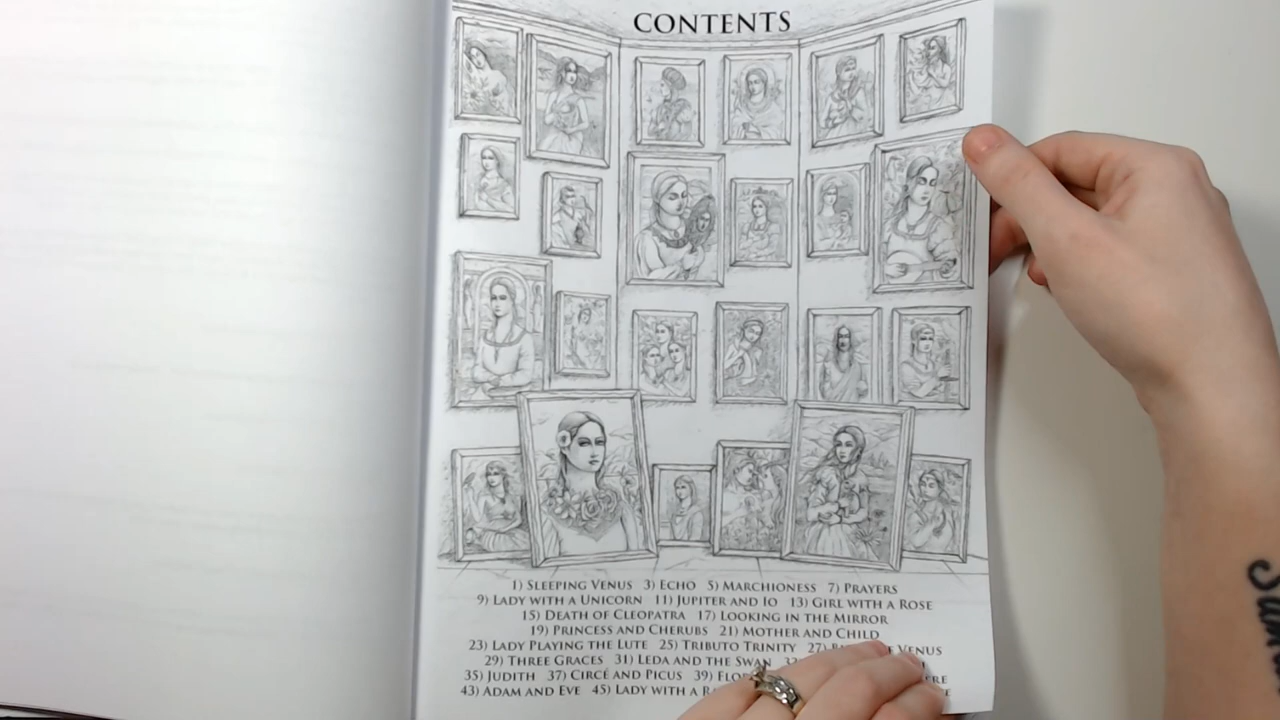 CONTENTS
1) SLEEPING VENUS 3) ECHO 5) MARCHIONESS 7) PRAYERS
9) LADY WITH A UNICORN 11) JUPITER AND IO 13) GIRL WITH A ROSE
15) DEATH OF CLEOPATRA 17) LOOKING IN THE MIRROR
19) PRINCESS AND CHERUBS 21) MOTHER AND CHILD
23) LADY PLAYING THE LUTE 25) TRIBUTO TRINITY 27) VENUS
29) THREE GRACES 31) LEDA AND THE SWAN
35) JUDITH 37) CIRCÉ AND PICUS 39)
43) ADAM AND EVE 45) LADY WITH A